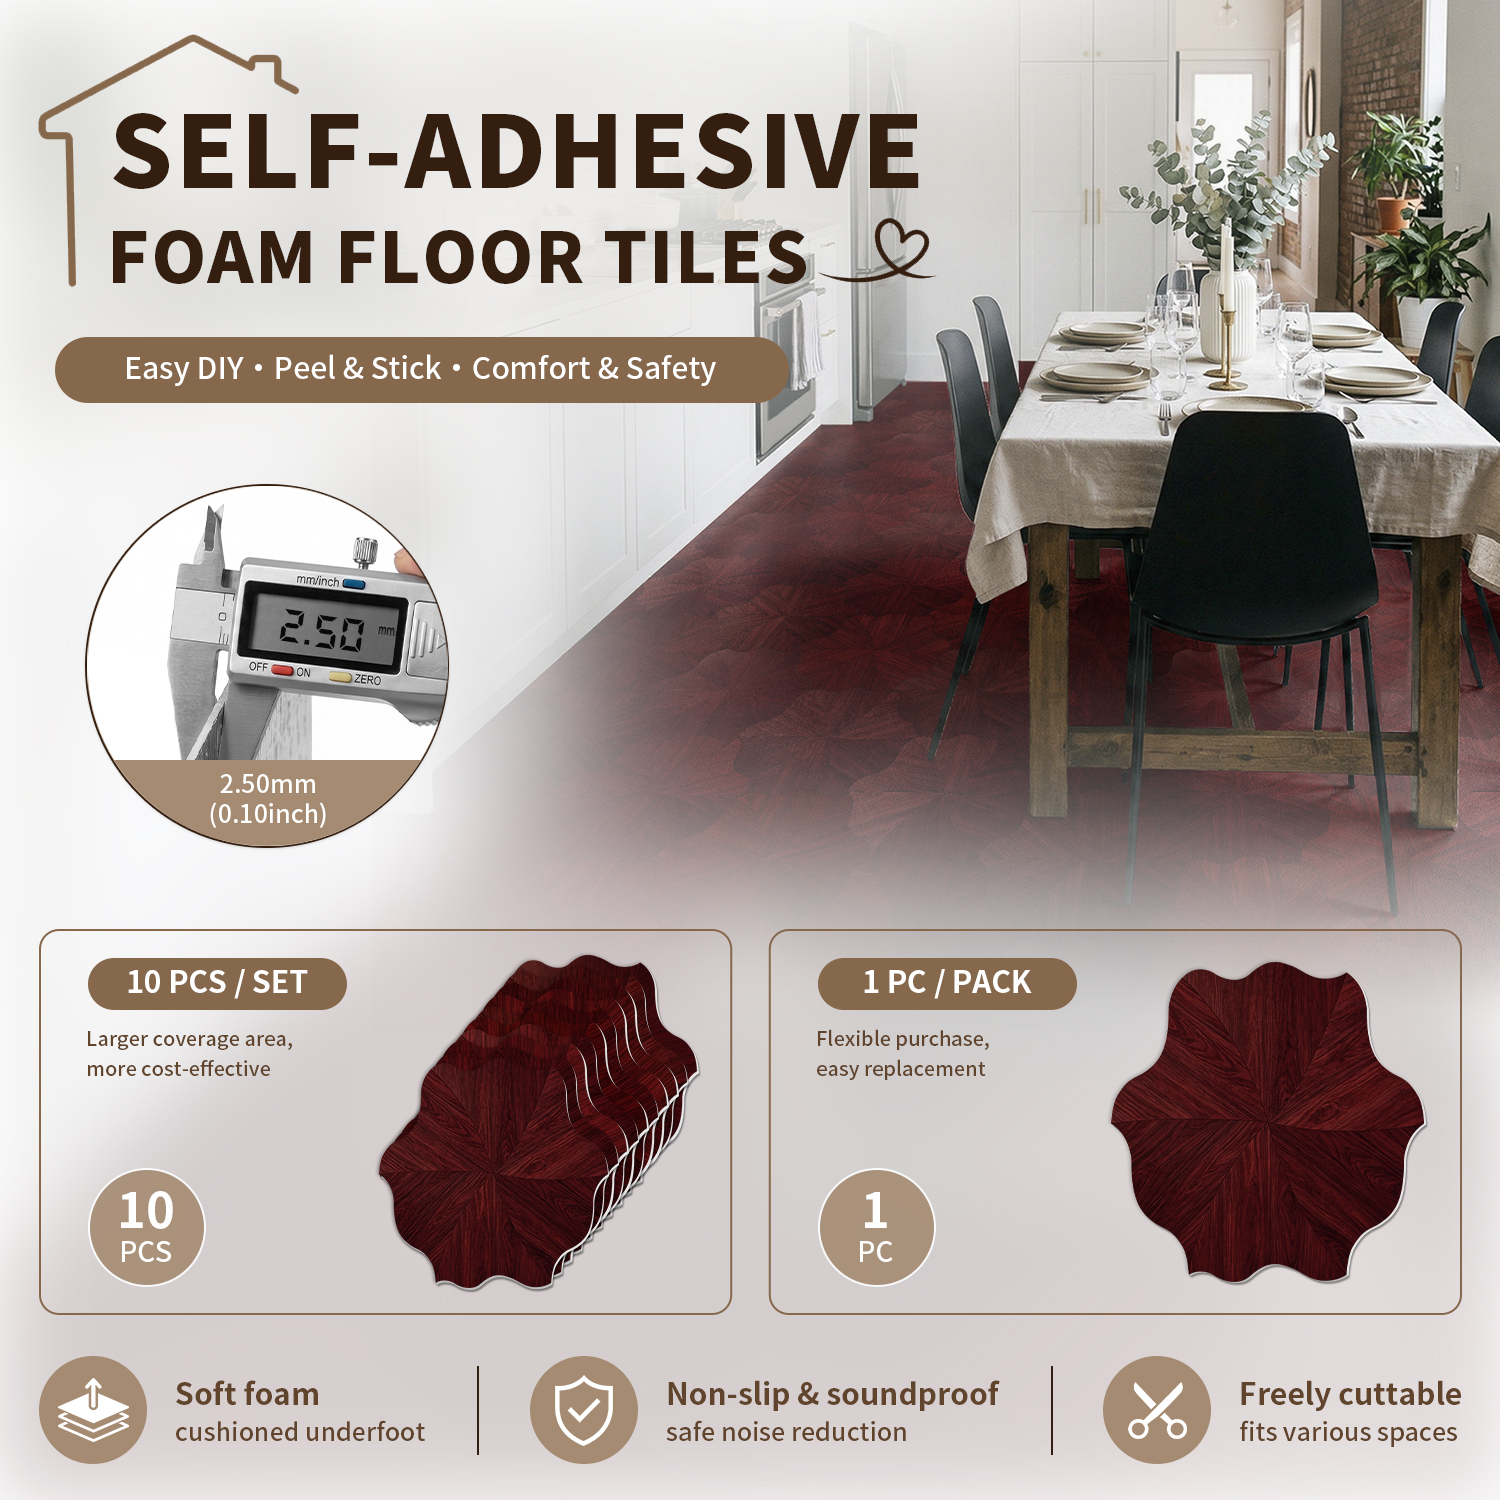 SELF-ADHESIVE
FOAM FLOOR TILES
Easy DIY • Peel & Stick • Comfort & Safety
mm/inch
0
2.50 mm
OFF ON ZERO
2.50mm
(0.10inch)
10 PCS / SET
Larger coverage area,
more cost-effective
10
PCS
1 PC / PACK
Flexible purchase,
easy replacement
1
PC
Soft foam
cushioned underfoot
Non-slip & soundproof
safe noise reduction
Freely cuttable
fits various spaces